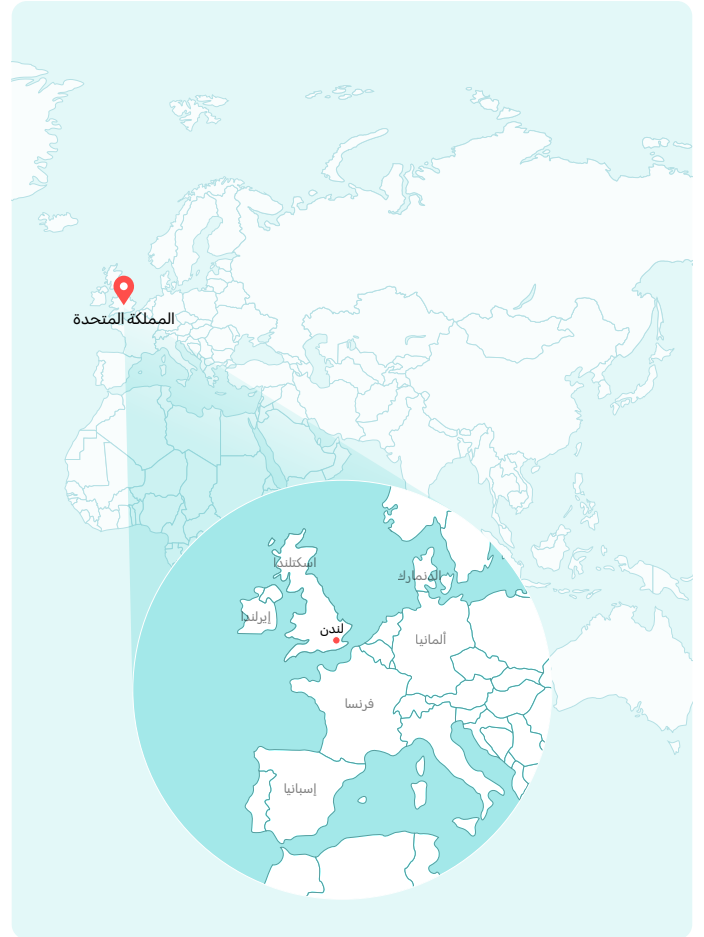 المملكة المتحدة
اسكتلندا
الدنمارك
إيرلندا
لندن
ألمانيا
فرنسا
إسبانيا